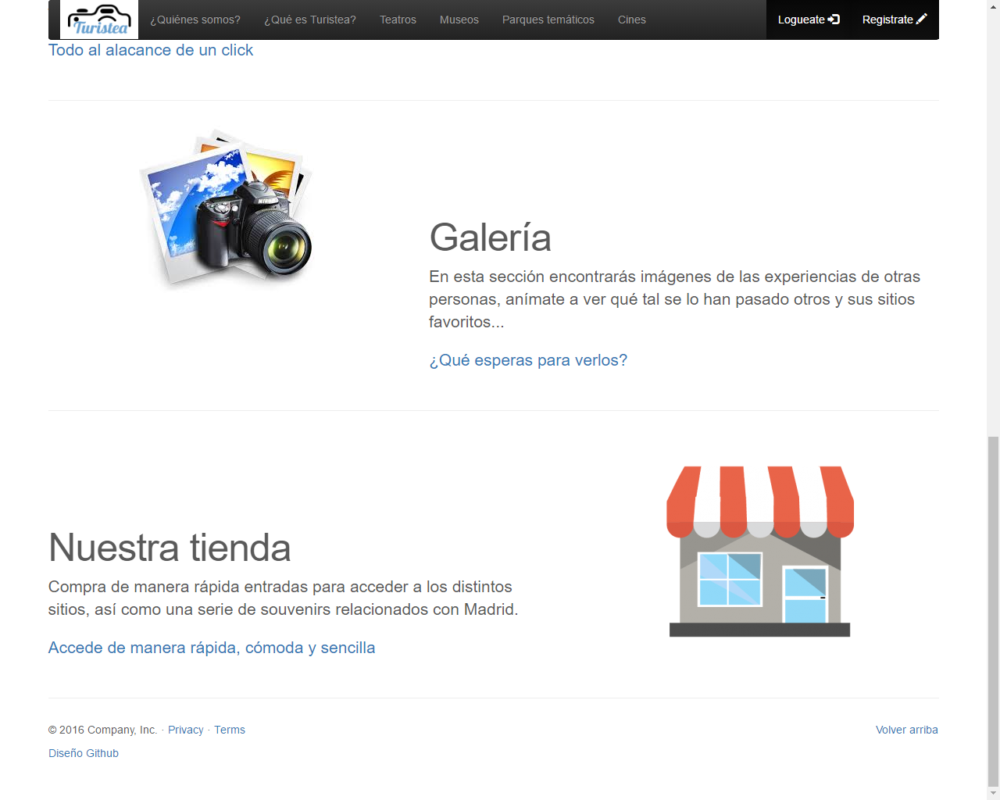 Turistea ¿Quiénes somos? ¿Qué es Turistea? Teatros Museos Parques temáticos Cines Logueate Registrate
Todo al alacance de un click
NIKON
Galería
En esta sección encontrarás imágenes de las experiencias de otras
personas, anímate a ver qué tal se lo han pasado otros y sus sitios
favoritos...
¿Qué esperas para verlos?
Nuestra tienda
Compra de manera rápida entradas para acceder a los distintos
sitios, así como una serie de souvenirs relacionados con Madrid.
Accede de manera rápida, cómoda y sencilla
© 2016 Company, Inc. · Privacy · Terms Volver arriba
Diseño Github